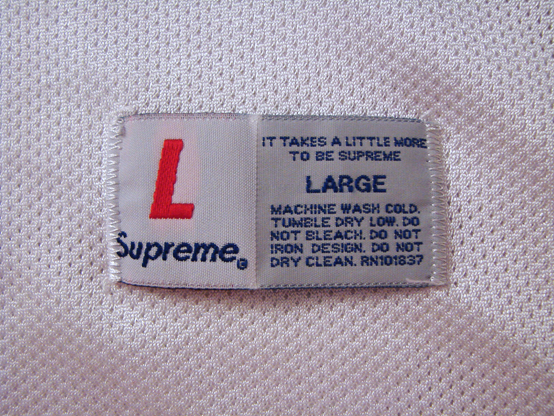 L
Supreme®
IT TAKES A LITTLE MORE
TO BE SUPREME
LARGE
MACHINE WASH COLD.
TUMBLE DRY LOW. DO
NOT BLEACH. DO NOT
IRON DESIGN. DO NOT
DRY CLEAN. RN101837